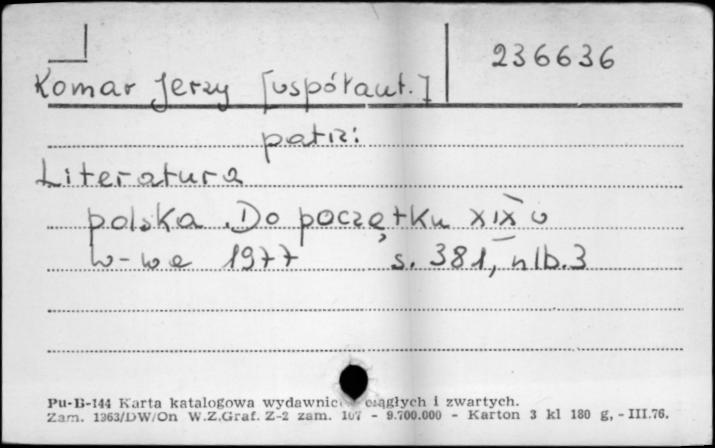 236636
Komar Jerzy [współaut.]
patrz:
Literatura
polska. Do początku XIX w
W-wa 1977 s. 381, nlb. 3
Pu-B-144 Karta katalogowa wydawnic ciągłych i zwartych.
Zam. 1363/DW/On W.Z.Graf. Z-2 zam. 107 - 9.700.000 - Karton 3 kl 180 g, - III.76.